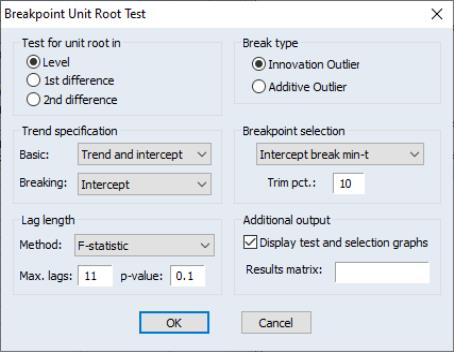 Breakpoint Unit Root Test
Test for unit root in
Level
1st difference
2nd difference
Break type
Innovation Outlier
Additive Outlier
Trend specification
Basic: Trend and intercept
Breaking: Intercept
Breakpoint selection
Intercept break min-t
Trim pct.: 10
Lag length
Method: F-statistic
Max. lags: 11 p-value: 0.1
Additional output
Display test and selection graphs
Results matrix:
OK Cancel